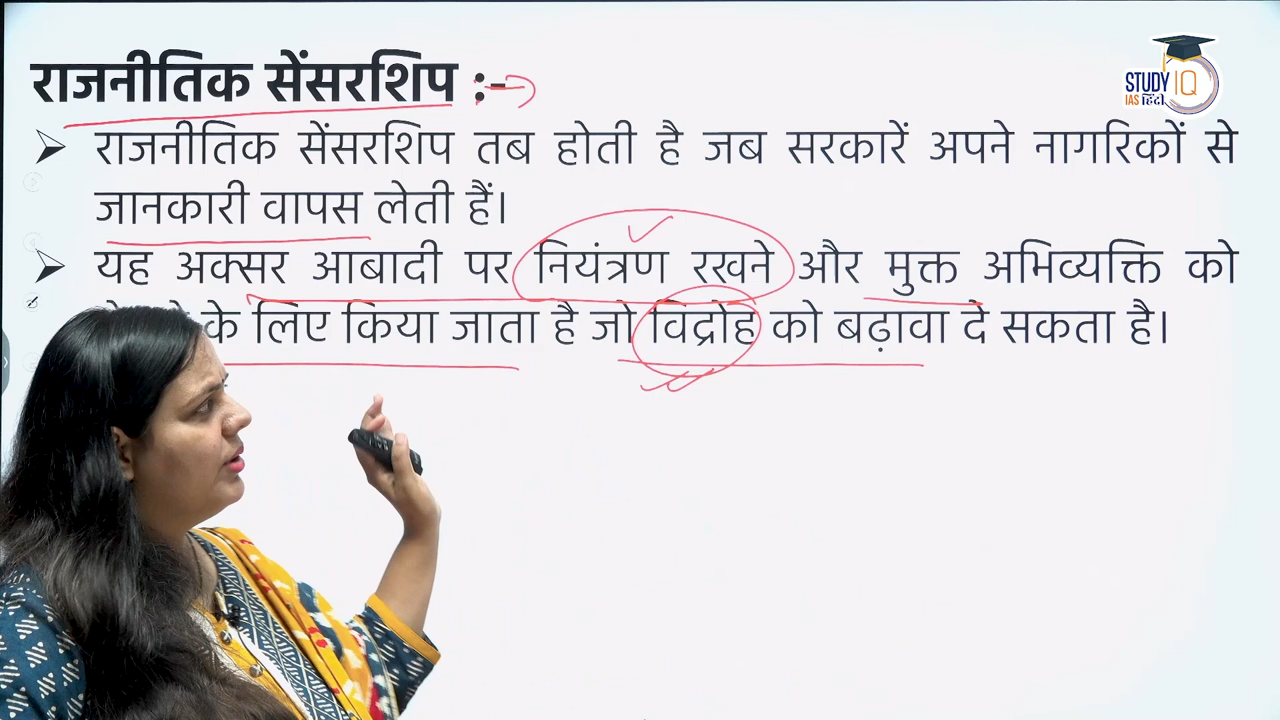 राजनीतिक सेंसरशिप :-
STUDY IQ
IAS हिंदी
➢ राजनीतिक सेंसरशिप तब होती है जब सरकारें अपने नागरिकों से
जानकारी वापस लेती हैं।
➢ यह अक्सर आबादी पर नियंत्रण रखने और मुक्त अभिव्यक्ति को
के लिए किया जाता है जो विद्रोह को बढ़ावा दे सकता है।